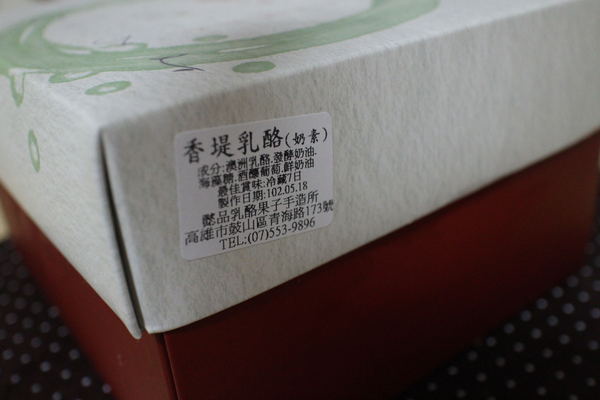 香堤乳酪(奶素)
成分:澳洲乳酪.發酵奶油.
海藻糖.酒釀葡萄.鮮奶油
最佳賞味:冷藏7日
製作日期:102.05.18
懿品乳酪果子手造所
高雄市鼓山區青海路173號
TEL:(07)553-9896